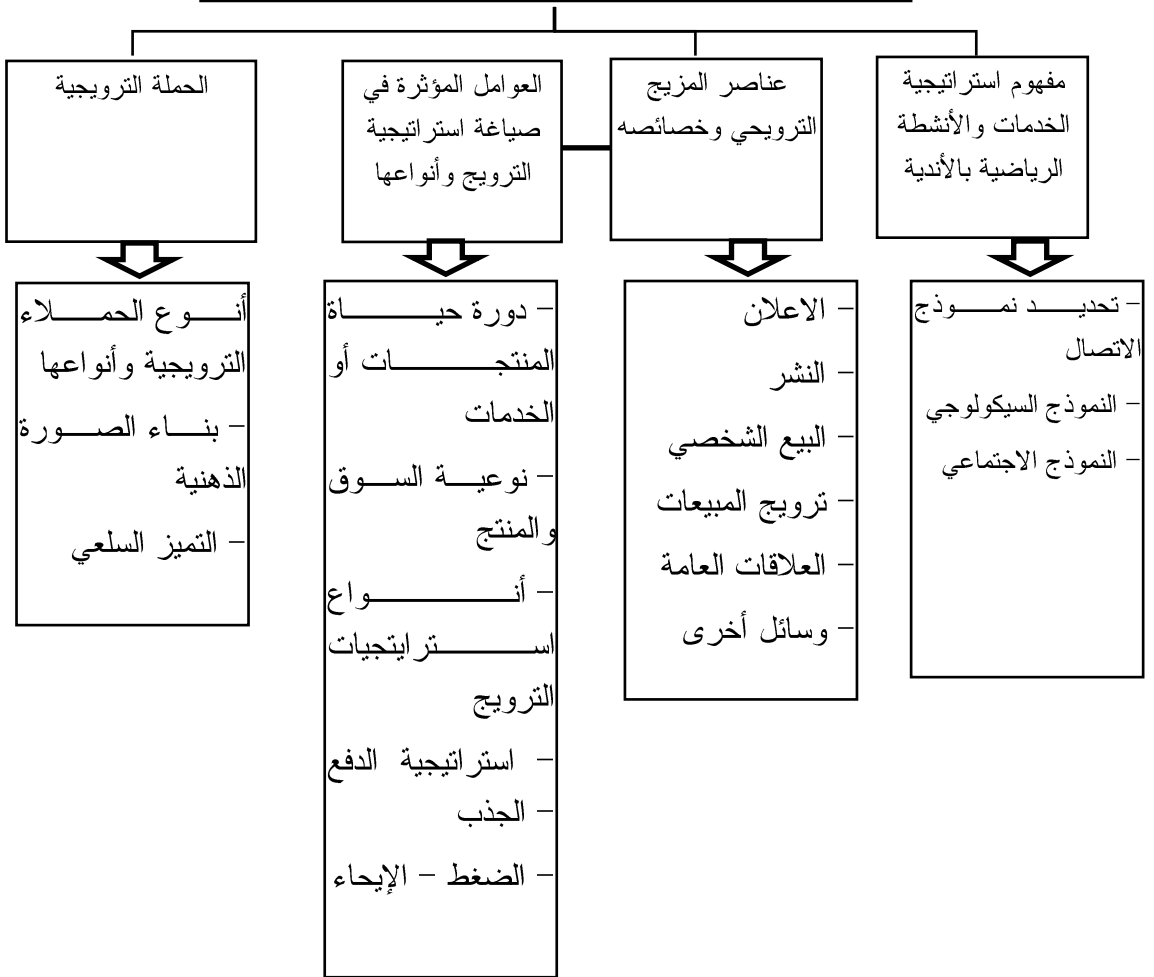 مفهوم استراتيجية
الخدمات والأنشطة
الرياضية بالأندية
عناصر المزيج
الترويحي وخصائصه
العوامل المؤثرة في
صياغة استراتيجية
الترويج وأنواعها
الحملة الترويجية
– تحديد نموذج
الاتصال
– النموذج السيكولوجي
– النموذج الاجتماعي
– الاعلان
– النشر
– البيع الشخصي
– ترويج المبيعات
– العلاقات العامة
– وسائل أخرى
– دورة حياة
المنتجات أو
الخدمات
– نوعية السوق
والمنتج
– أنواع
استرايتجيات
الترويج
– استراتيجية الدفع
– الجذب
– الضغط – الإيحاء
أنوع الحملاء
الترويجية وأنواعها
– بناء الصورة
الذهنية
– التميز السلعي